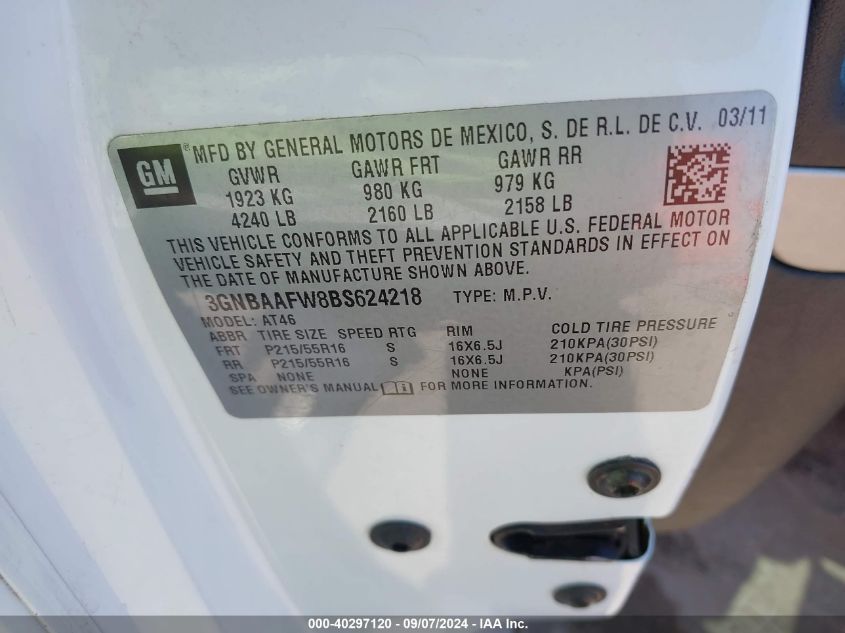 GM ® MFD BY GENERAL MOTORS DE MEXICO, S. DE R.L. DE C.V. 03/11
GVWR GAWR FRT GAWR RR
1923 KG 980 KG 979 KG
4240 LB 2160 LB 2158 LB
THIS VEHICLE CONFORMS TO ALL APPLICABLE U.S. FEDERAL MOTOR
VEHICLE SAFETY AND THEFT PREVENTION STANDARDS IN EFFECT ON
THE DATE OF MANUFACTURE SHOWN ABOVE.
3GNBAAFW8BS624218 TYPE: M.P.V.
MODEL: AT46
ABBR TIRE SIZE SPEED RTG RIM COLD TIRE PRESSURE
FRT P215/55R16 S 16X6.5J 210KPA(30PSI)
RR P215/55R16 S 16X6.5J 210KPA(30PSI)
SPA NONE NONE KPA(PSI)
SEE OWNER'S MANUAL FOR MORE INFORMATION.
000-40297120 - 09/07/2024 - IAA Inc.